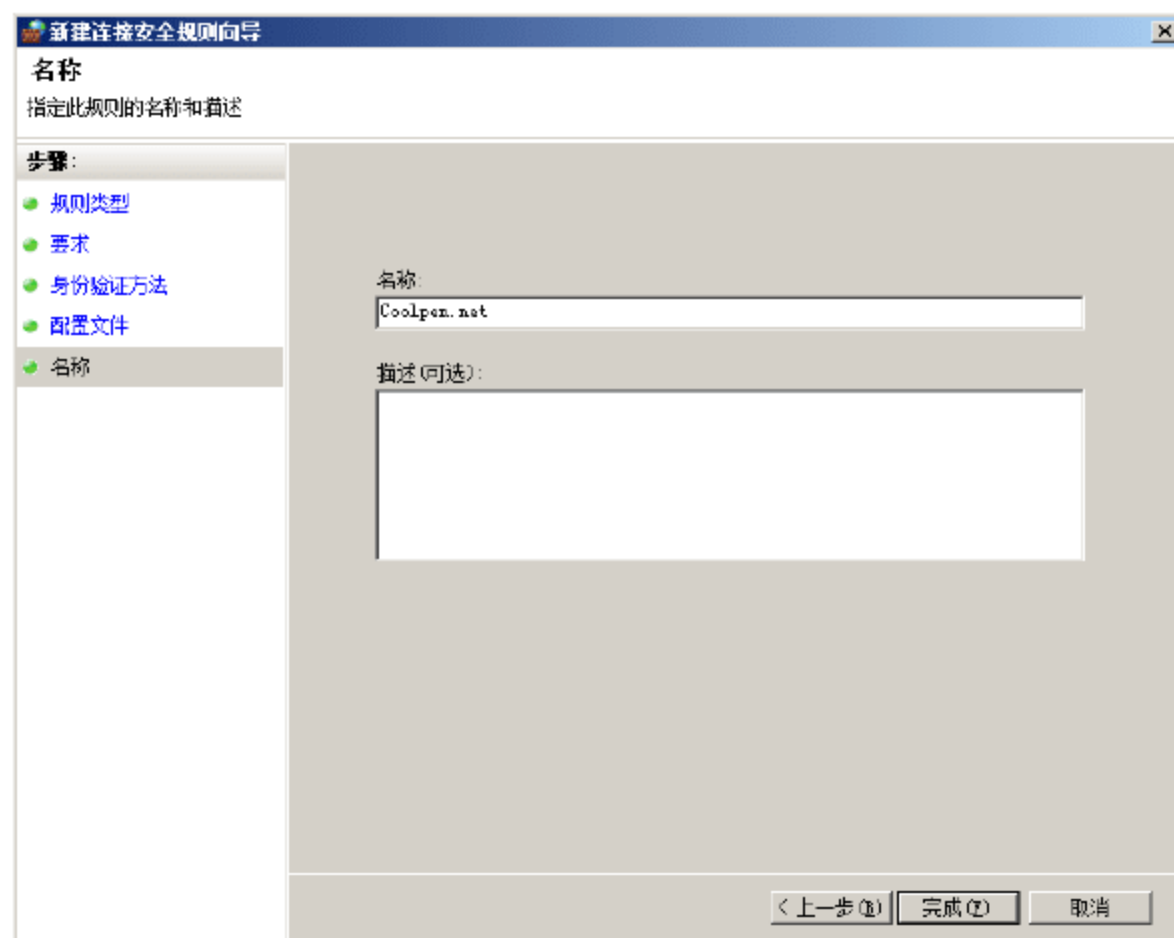 新建连接安全规则向导
名称
指定此规则的名称和描述
步骤:
规则类型
要求
身份验证方法
配置文件
名称
名称:
Coolpen.net
描述(可选):
< 上一步(B)
完成(F)
取消